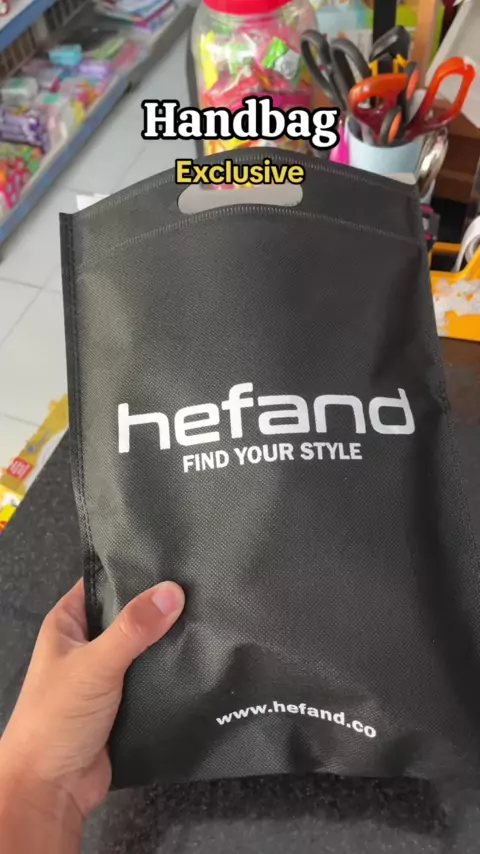 Handbag
Exclusive
hefand
FIND YOUR STYLE
www.hefand.co